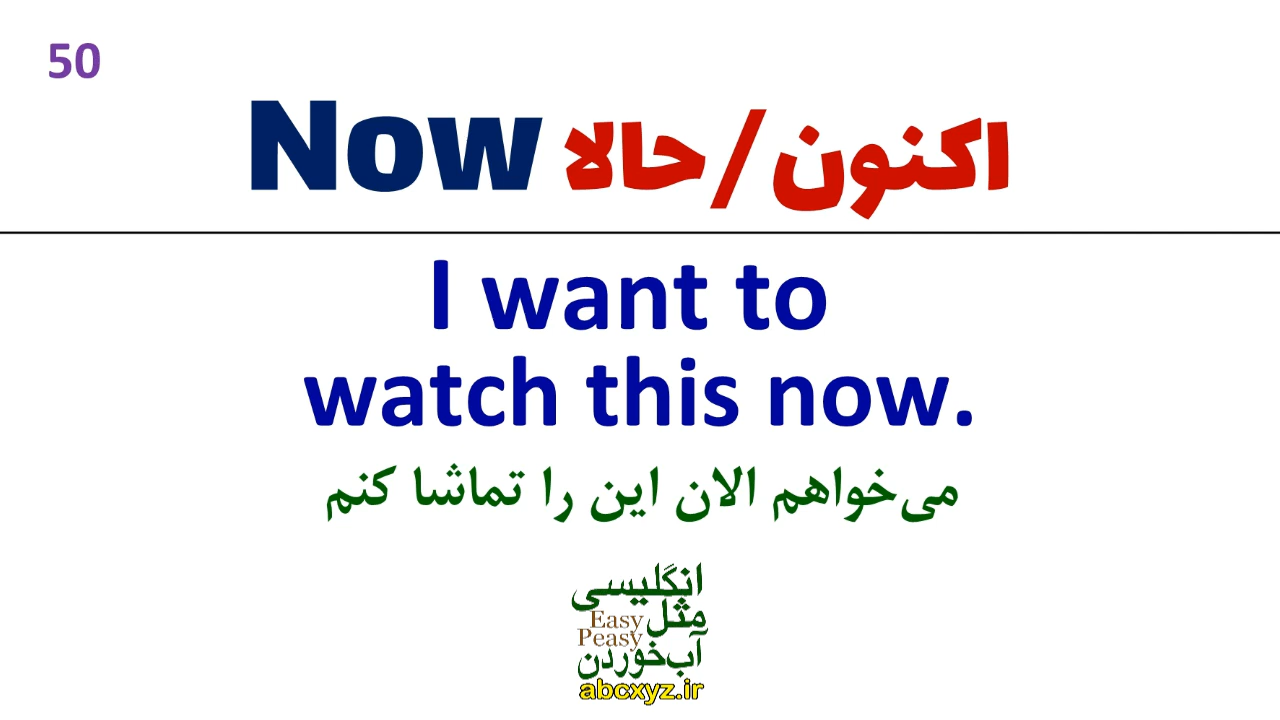 50
Now اکنون/حالا
I want to
watch this now.
می‌خواهم الان این را تماشا کنم
انگلیسی
مثل Easy
Peasy
آب‌خوردن
abcxyz.ir